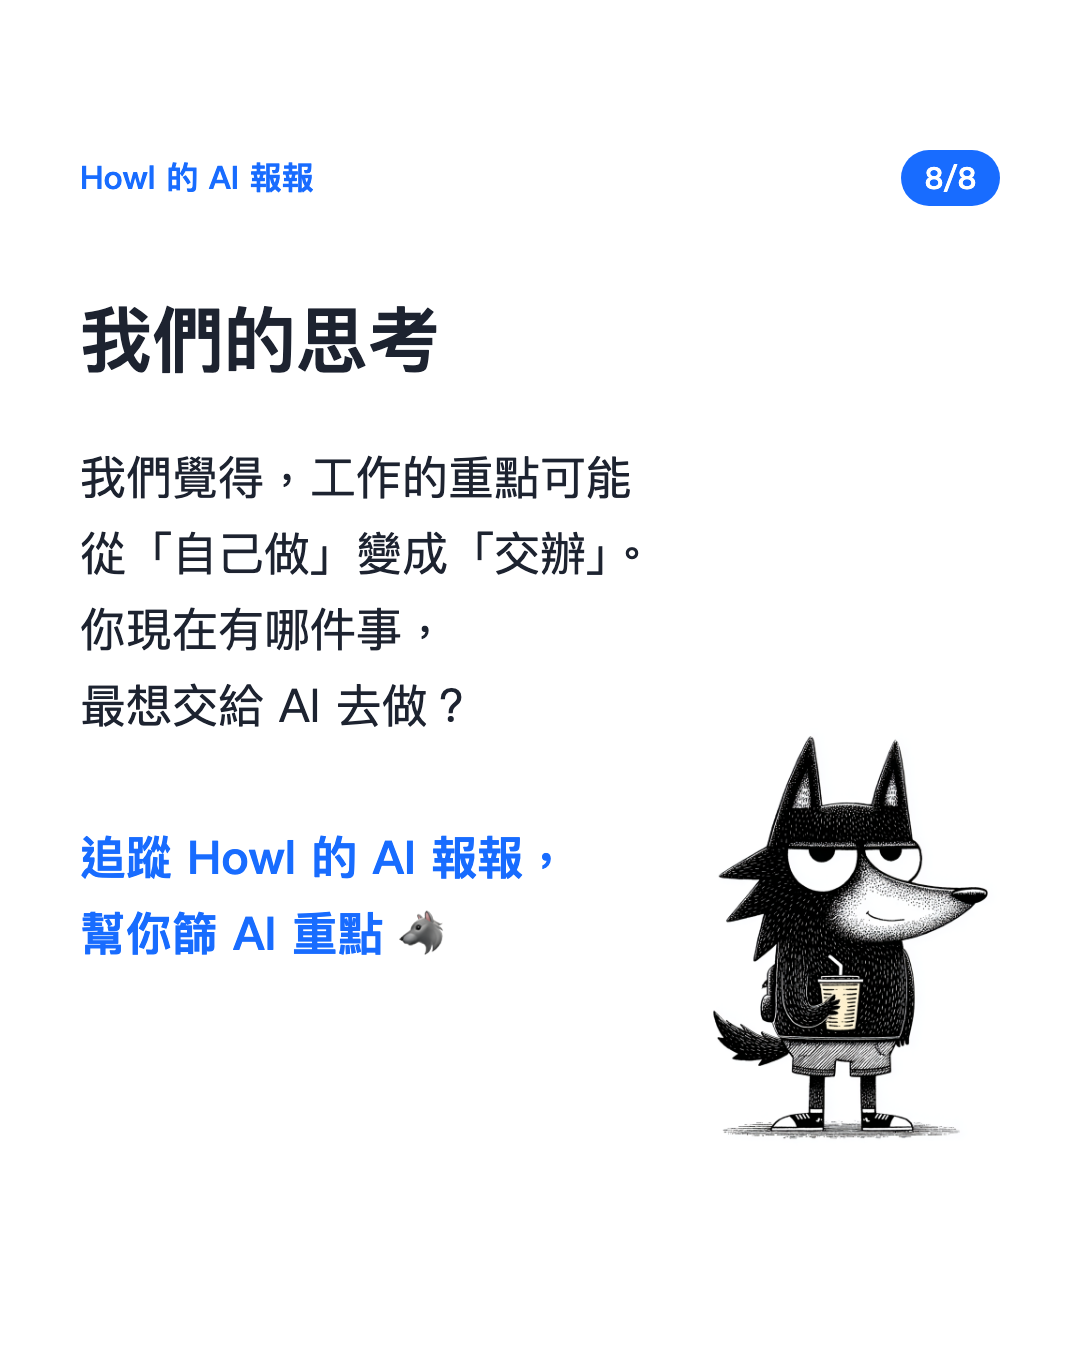 Howl 的 AI 報報
8/8
我們的思考
我們覺得，工作的重點可能
從「自己做」變成「交辦」。
你現在有哪件事，
最想交給 AI 去做？
追蹤 Howl 的 AI 報報，
幫你篩 AI 重點 🐺